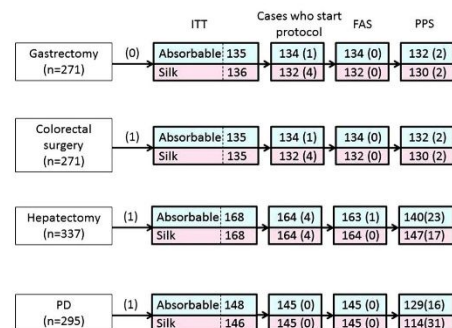 ITT
Cases who start protocol
FAS
PPS
Gastrectomy
(n=271)
(0)
Absorbable 135 134 (1) 134 (0) 132 (2)
Silk 136 132 (4) 132 (0) 130 (2)
Colorectal
surgery
(n=271)
(1)
Absorbable 135 134 (1) 134 (0) 132 (2)
Silk 135 132 (4) 132 (0) 130 (2)
Hepatectomy
(n=337)
(1)
Absorbable 168 164 (4) 163 (1) 140(23)
Silk 168 164 (4) 164 (0) 147(17)
PD
(n=295)
(1)
Absorbable 148 145 (0) 145 (0) 129(16)
Silk 146 145 (0) 145 (0) 114(31)